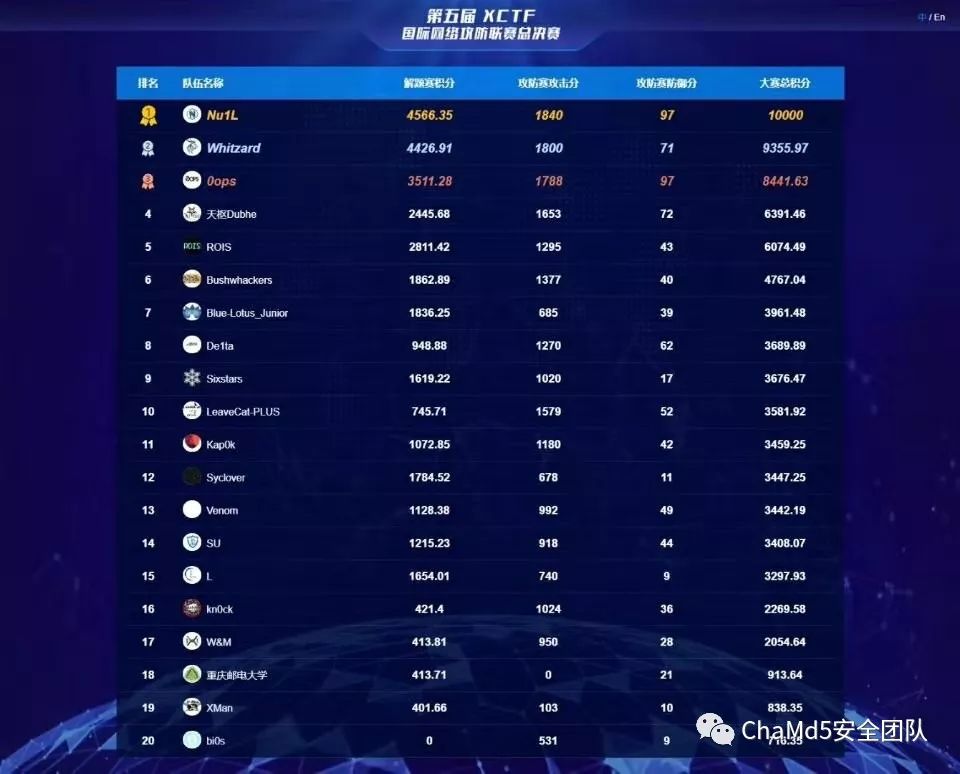 第五届 XCTF
国际网络攻防联赛总决赛
中 / En
排名 队伍名称 解题赛积分 攻防赛攻击分 攻防赛防御分 大赛总积分
1 Nu1L 4566.35 1840 97 10000
2 Whitzard 4426.91 1800 71 9355.97
3 0ops 3511.28 1788 97 8441.63
4 天枢Dubhe 2445.68 1653 72 6391.46
5 ROIS 2811.42 1295 43 6074.49
6 Bushwhackers 1862.89 1377 40 4767.04
7 Blue-Lotus_Junior 1836.25 685 39 3961.48
8 De1ta 948.88 1270 62 3689.89
9 Sixstars 1619.22 1020 17 3676.47
10 LeaveCat-PLUS 745.71 1579 52 3581.92
11 Kap0k 1072.85 1180 42 3459.25
12 Syclover 1784.52 678 11 3447.25
13 Venom 1128.38 992 49 3442.19
14 SU 1215.23 918 44 3408.07
15 L 1654.01 740 9 3297.93
16 kn0ck 421.4 1024 36 2269.58
17 W&M 413.81 950 28 2054.64
18 重庆邮电大学 413.71 0 21 913.64
19 XMan 401.66 103 10 838.35
20 bi0s 0 531 9
ChaMd5安全团队